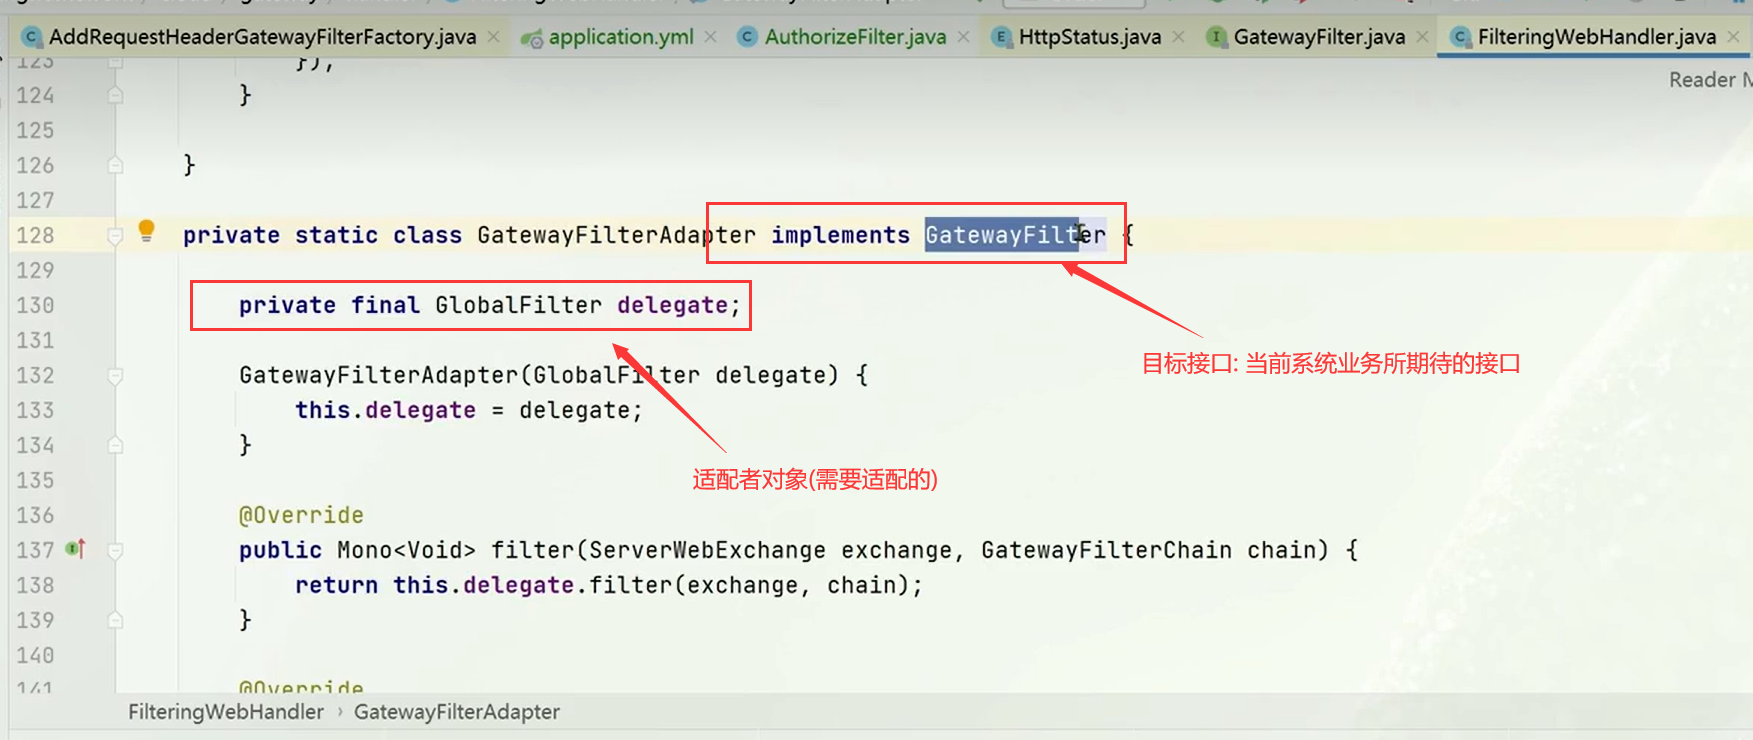 AddRequestHeaderGatewayFilterFactory.java application.yml AuthorizeFilter.java HttpStatus.java GatewayFilter.java FilteringWebHandler.java
Reader M
123 });
124 }
125
126 }
127
128 private static class GatewayFilterAdapter implements GatewayFilter {
129
130 private final GlobalFilter delegate;
131
132 GatewayFilterAdapter(GlobalFilter delegate) {
目标接口: 当前系统业务所期待的接口
133 this.delegate = delegate;
134 }
135
适配者对象(需要适配的)
136 @Override
137 public Mono<Void> filter(ServerWebExchange exchange, GatewayFilterChain chain) {
138 return this.delegate.filter(exchange, chain);
139 }
140
141 @Override
FilteringWebHandler › GatewayFilterAdapter